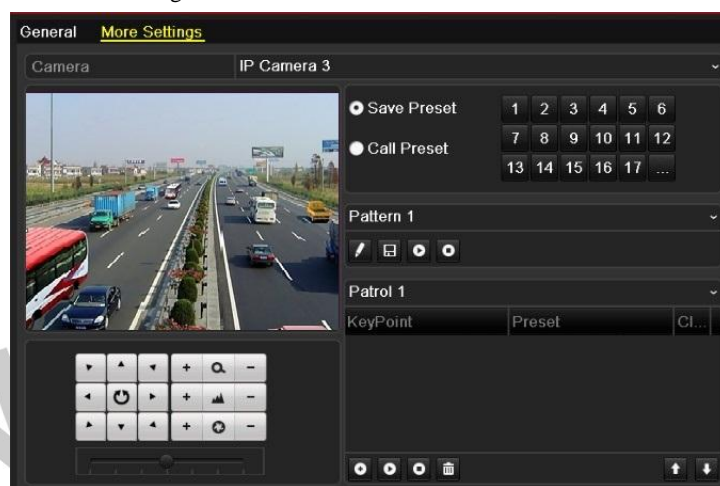 General More Settings
Camera IP Camera 3
Save Preset 1 2 3 4 5 6
Call Preset 7 8 9 10 11 12
13 14 15 16 17 ...
Pattern 1
Patrol 1
KeyPoint Preset Cl...